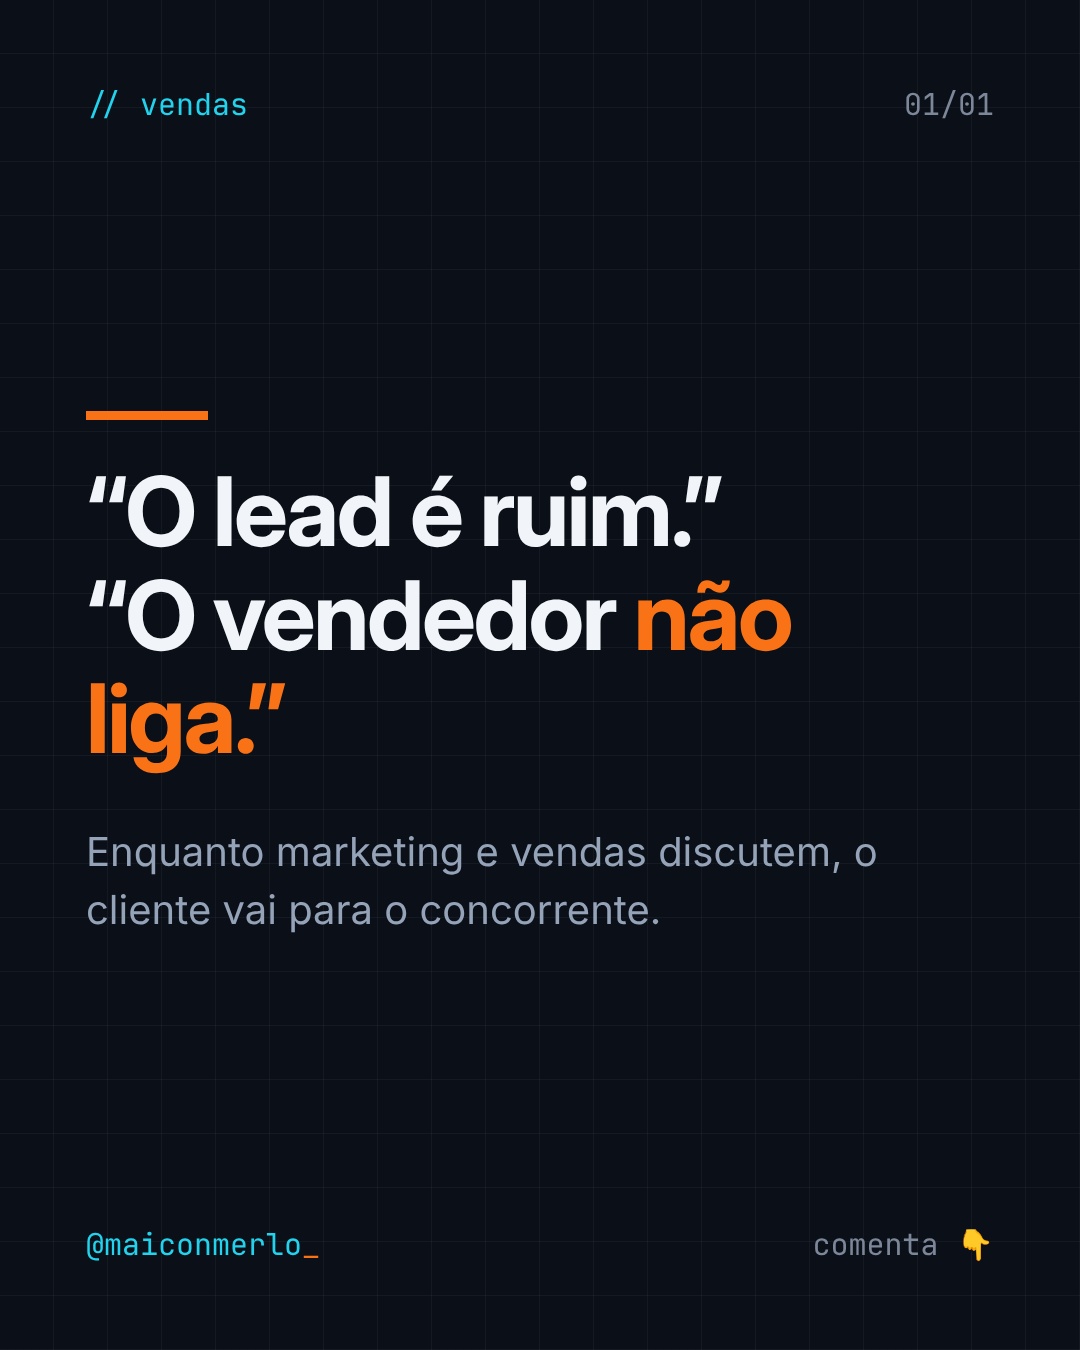 // vendas
01/01
“O lead é ruim.”
“O vendedor não
liga.”
Enquanto marketing e vendas discutem, o
cliente vai para o concorrente.
@maiconmerlo_
comenta 👇